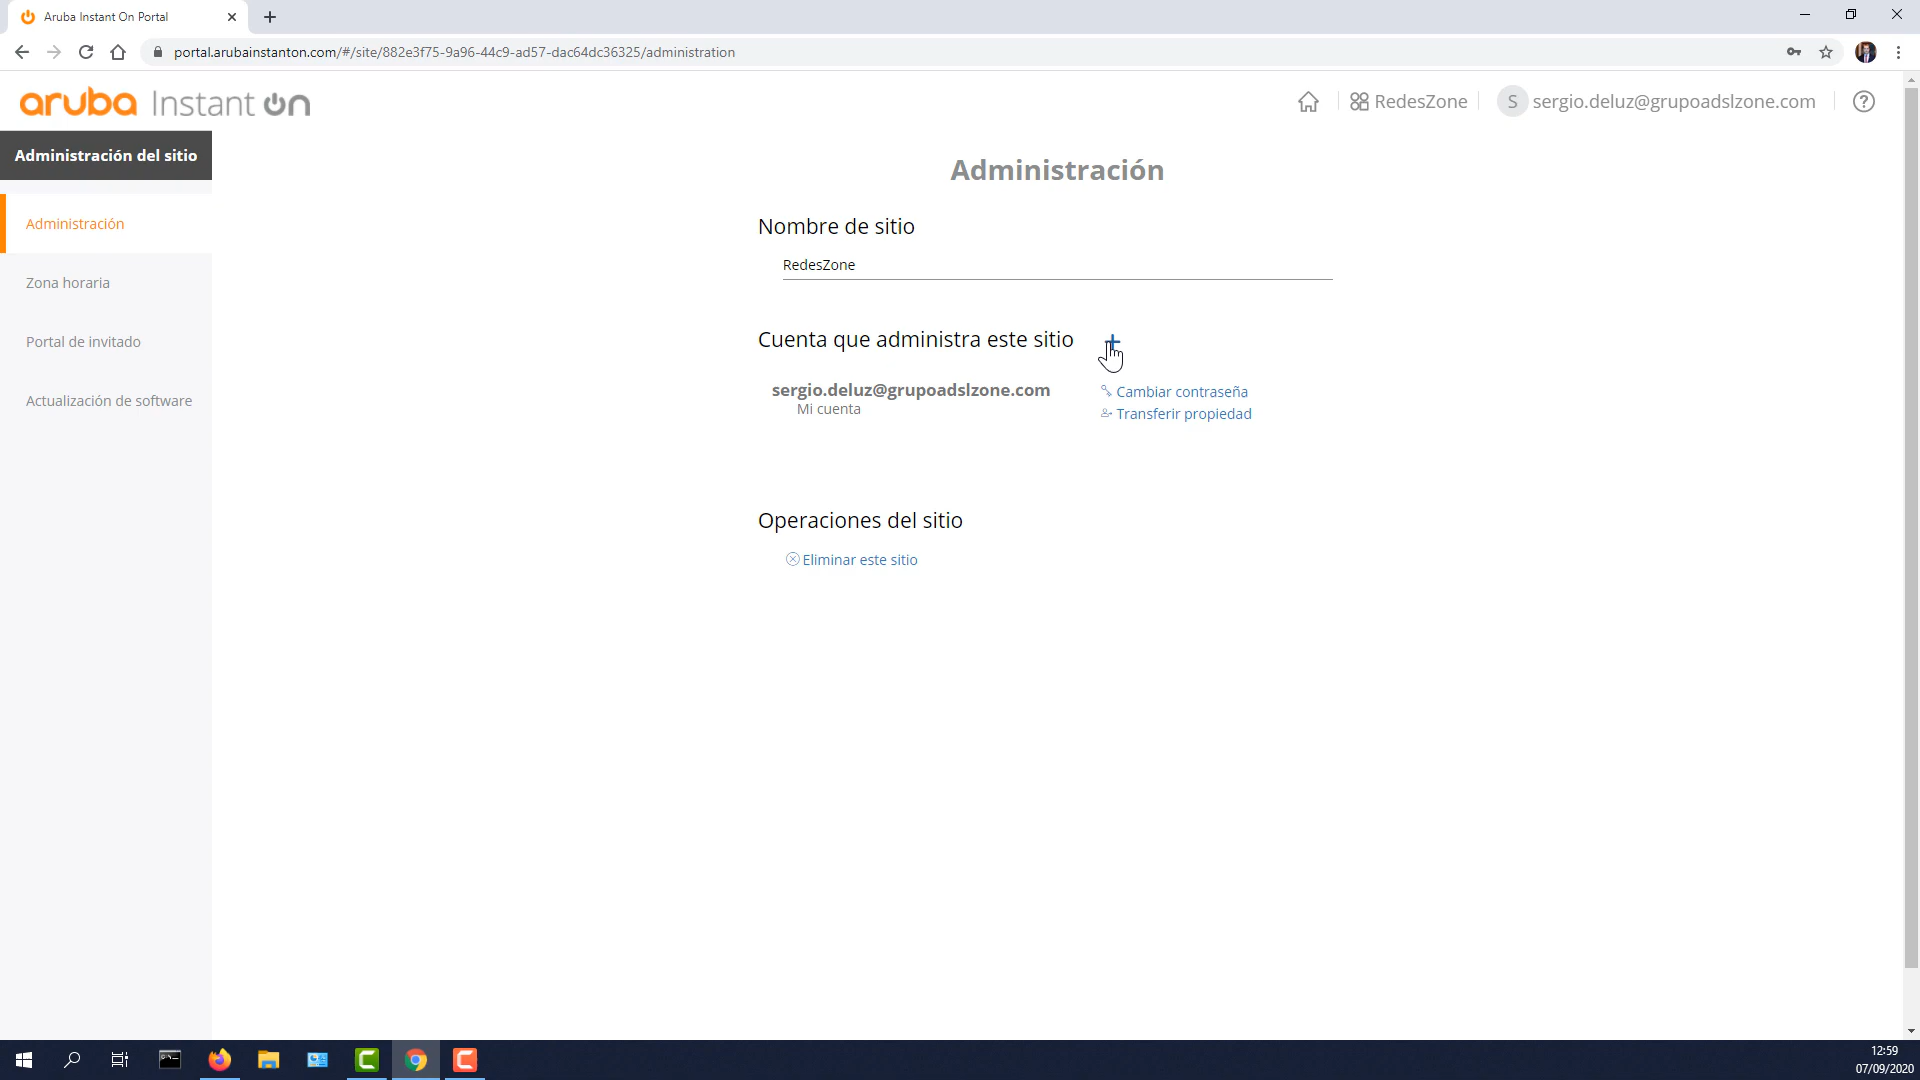 Aruba Instant On Portal
portal.arubainstanton.com/#/site/882e3f75-9a96-44c9-ad57-dac64dc36325/administration
aruba Instant On
RedesZone
S sergio.deluz@grupoadslzone.com
Administración del sitio
Administración
Zona horaria
Portal de invitado
Actualización de software
Administración
Nombre de sitio
RedesZone
Cuenta que administra este sitio
sergio.deluz@grupoadslzone.com
Mi cuenta
Cambiar contraseña
Transferir propiedad
Operaciones del sitio
Eliminar este sitio
12:59
07/09/2020